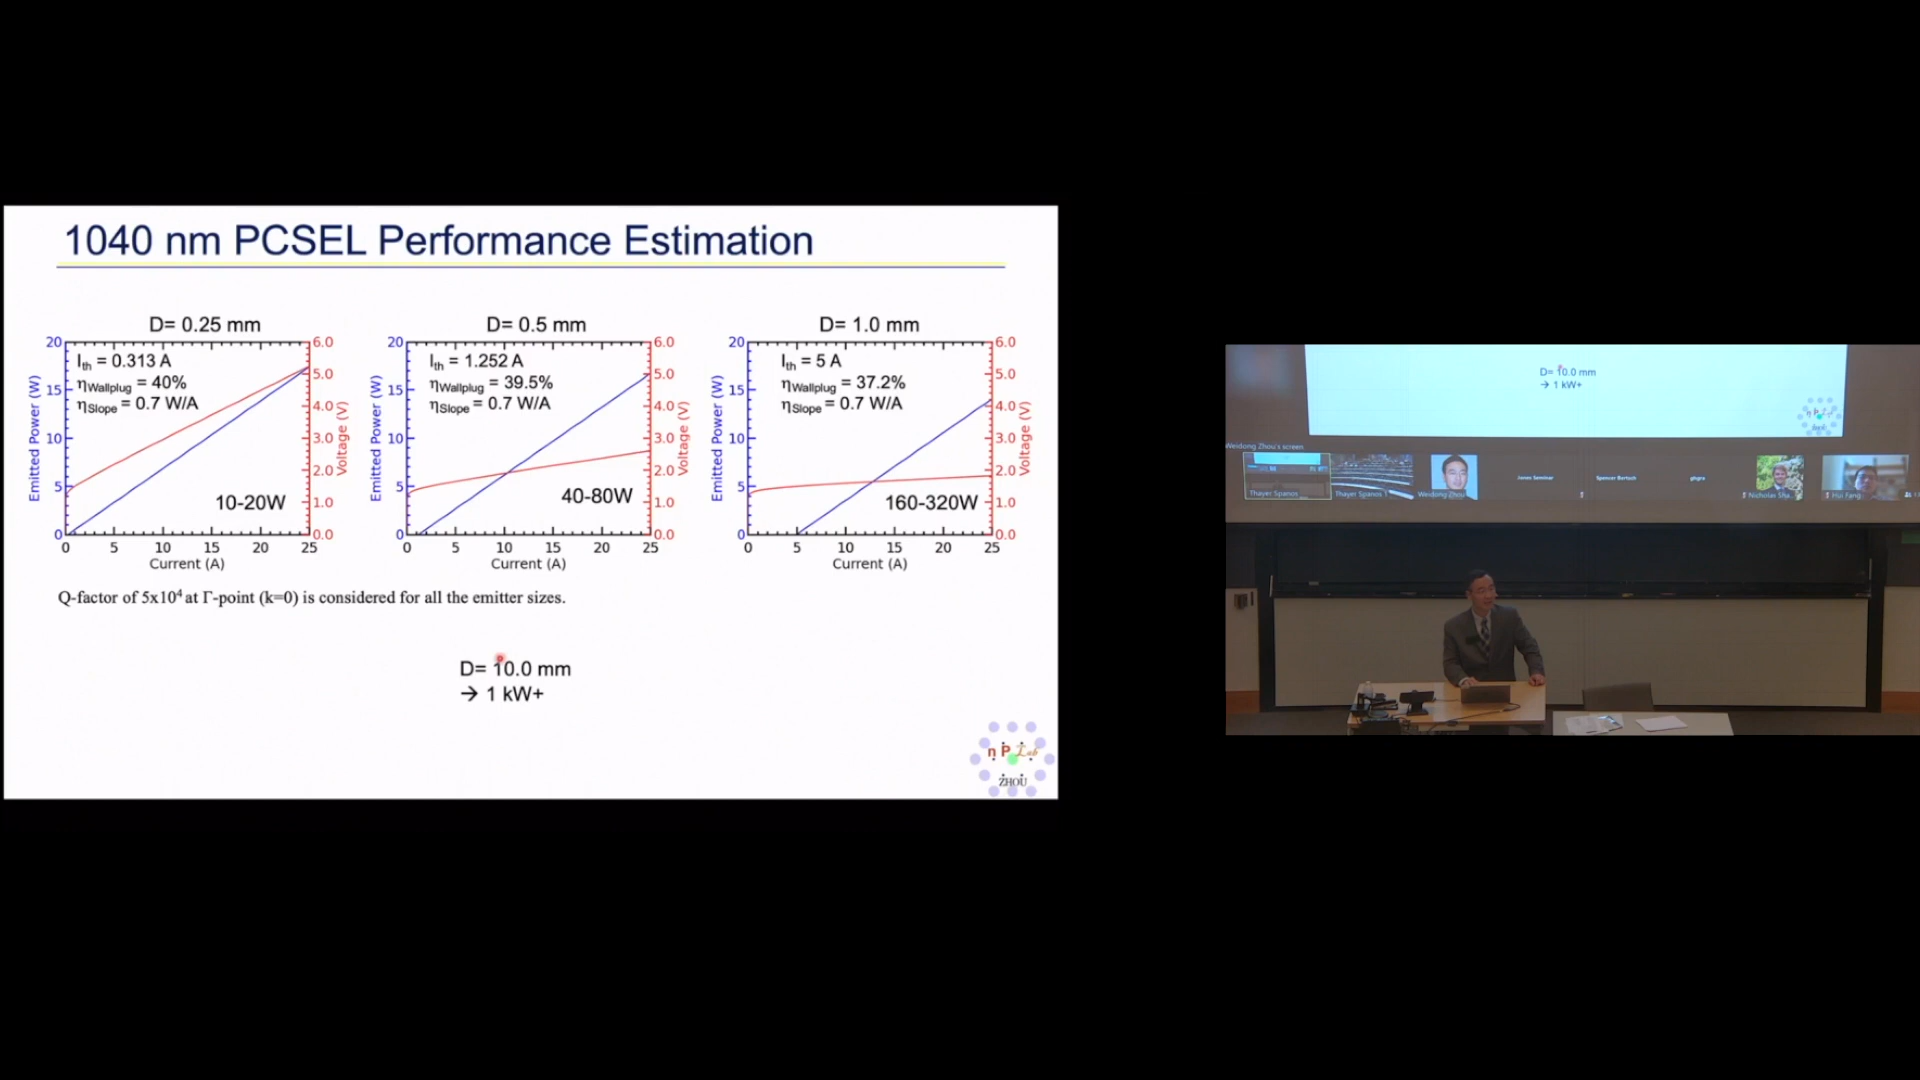 1040 nm PCSEL Performance Estimation
D= 0.25 mm
20
15
10
5
0
Emitted Power (W)
I_th = 0.313 A
η_Wallplug = 40%
η_Slope = 0.7 W/A
10-20W
6.0
5.0
4.0
3.0
2.0
1.0
0.0
Voltage (V)
0 5 10 15 20 25
Current (A)
D= 0.5 mm
20
15
10
5
0
Emitted Power (W)
I_th = 1.252 A
η_Wallplug = 39.5%
η_Slope = 0.7 W/A
40-80W
6.0
5.0
4.0
3.0
2.0
1.0
0.0
Voltage (V)
0 5 10 15 20 25
Current (A)
D= 1.0 mm
20
15
10
5
0
Emitted Power (W)
I_th = 5 A
η_Wallplug = 37.2%
η_Slope = 0.7 W/A
160-320W
6.0
5.0
4.0
3.0
2.0
1.0
0.0
Voltage (V)
0 5 10 15 20 25
Current (A)
Q-factor of 5x10⁴ at Γ-point (k=0) is considered for all the emitter sizes.
D= 10.0 mm
→ 1 kW+
η P Lab
ZHOU
D= 10.0 mm
→ 1 kW+
Weidong Zhou's screen
Thayer Spanos
Thayer Spanos
Weidong Zhou
Jones Seminar
Spencer Bertsch
Nicholas Sha...
Hui Fang